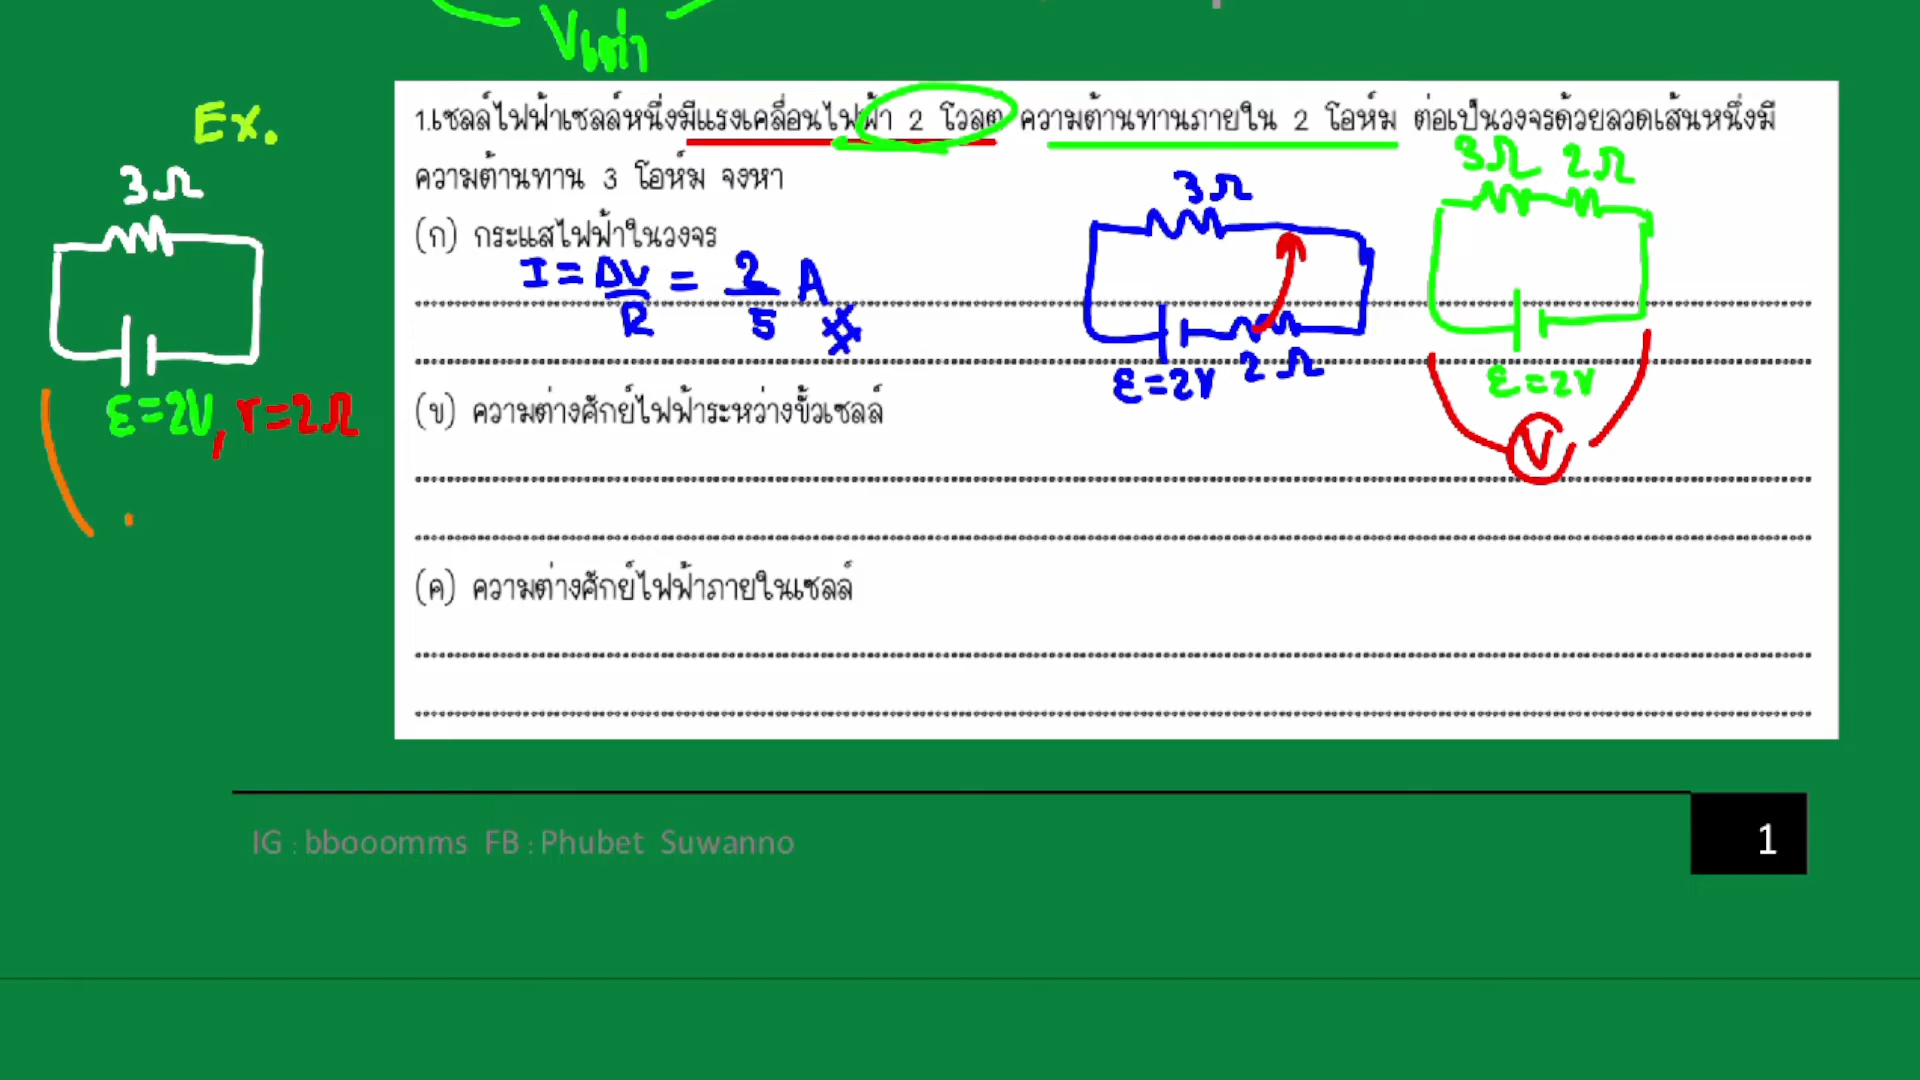 Vเท่า
Ex.
1.เซลล์ไฟฟ้าเซลล์หนึ่งมีแรงเคลื่อนไฟฟ้า 2 โวลต์ ความต้านทานภายใน 2 โอห์ม ต่อเป็นวงจรด้วยลวดเส้นหนึ่งมี
ความต้านทาน 3 โอห์ม จงหา
3Ω
3Ω
3Ω 2Ω
(ก) กระแสไฟฟ้าในวงจร
I = ΔV/R = 2/5 A
ε=2V, r=2Ω
ε=2V 2Ω
ε=2V
(ข) ความต่างศักย์ไฟฟ้าระหว่างขั้วเซลล์
V
(ค) ความต่างศักย์ไฟฟ้าภายในเซลล์
IG : bbooomms FB : Phubet Suwanno
1